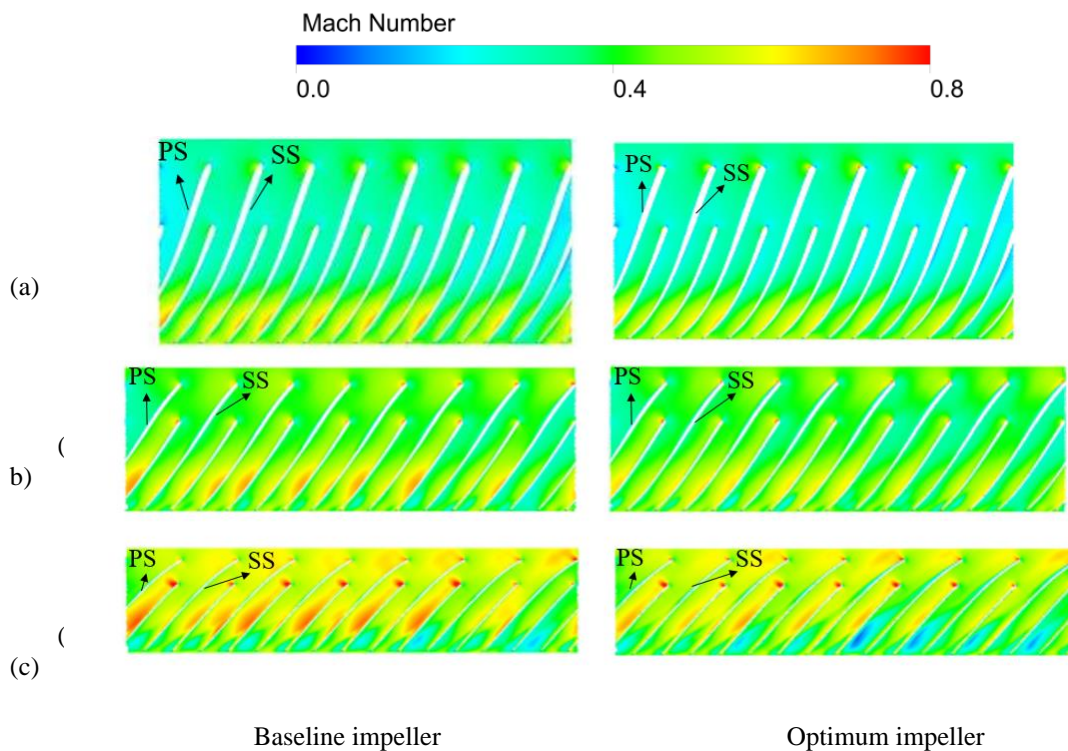 Mach Number
0.0 0.4 0.8
PS SS PS SS
(a)
PS SS PS SS
(
b)
PS SS PS SS
(
(c)
Baseline impeller Optimum impeller